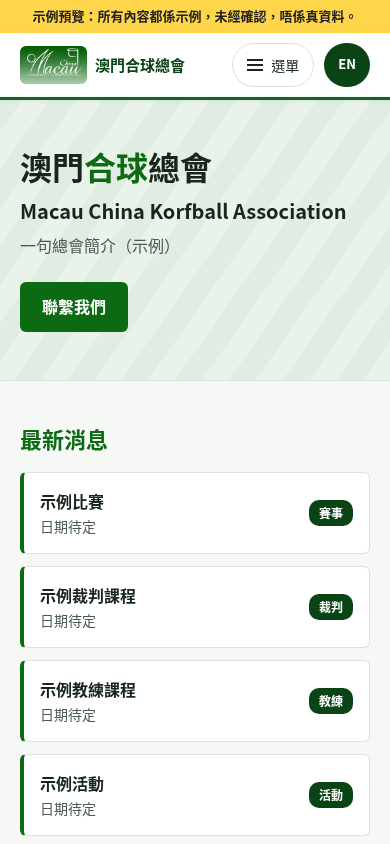 示例預覽：所有內容都係示例，未經確認，唔係真資料。
Macau
China
澳門合球總會
選單
EN
澳門合球總會
Macau China Korfball Association
一句總會簡介（示例）
聯繫我們
最新消息
示例比賽
日期待定
賽事
示例裁判課程
日期待定
裁判
示例教練課程
日期待定
教練
示例活動
日期待定
活動